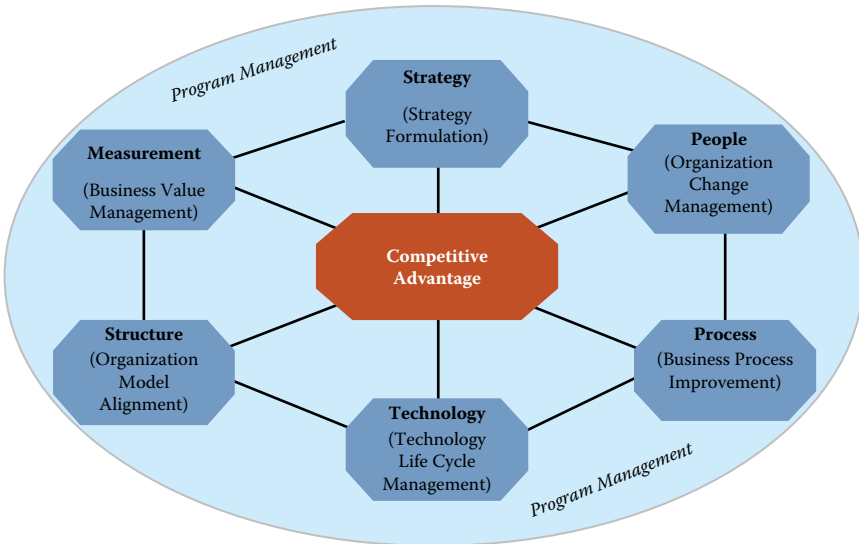 Program Management
Strategy
(Strategy
Formulation)
Measurement
(Business Value
Management)
People
(Organization
Change
Management)
Competitive
Advantage
Structure
(Organization
Model
Alignment)
Process
(Business Process
Improvement)
Technology
(Technology
Life Cycle
Management)
Program Management